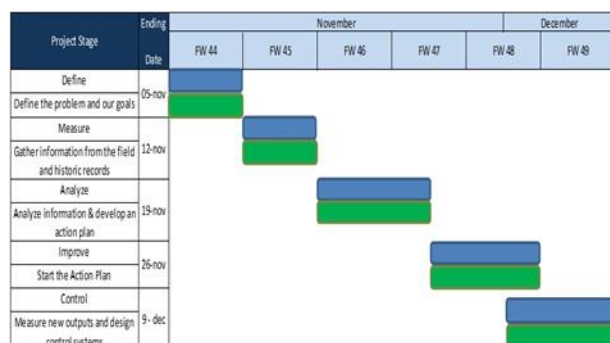 Project Stage
Ending
Date
November
December
FW 44
FW 45
FW 46
FW 47
FW 48
FW 49
Define
Define the problem and our goals
05-nov
Measure
Gather information from the field
and historic records
12-nov
Analyze
Analyze information & develop an
action plan
19-nov
Improve
Start the Action Plan
26-nov
Control
Measure new outputs and design
control systems
9 - dec